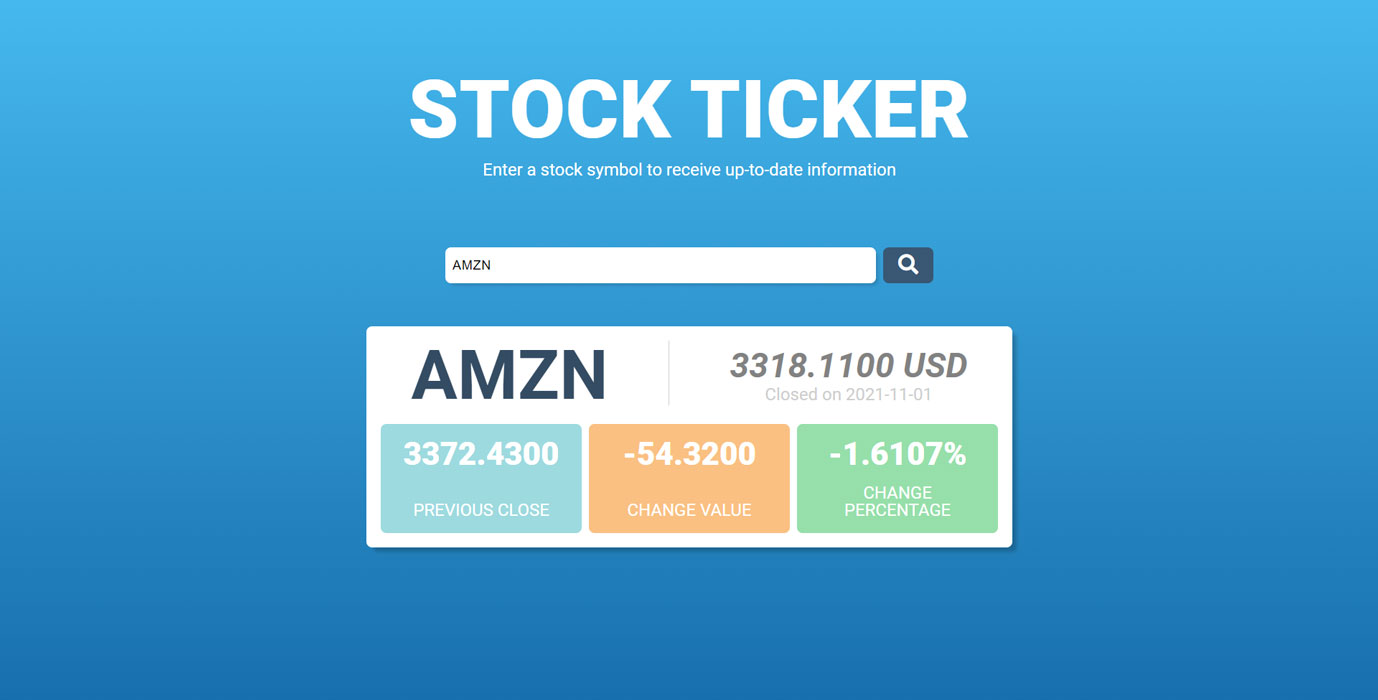 STOCK TICKER
Enter a stock symbol to receive up-to-date information
AMZN
AMZN
3318.1100 USD
Closed on 2021-11-01
3372.4300
PREVIOUS CLOSE
-54.3200
CHANGE VALUE
-1.6107%
CHANGE
PERCENTAGE